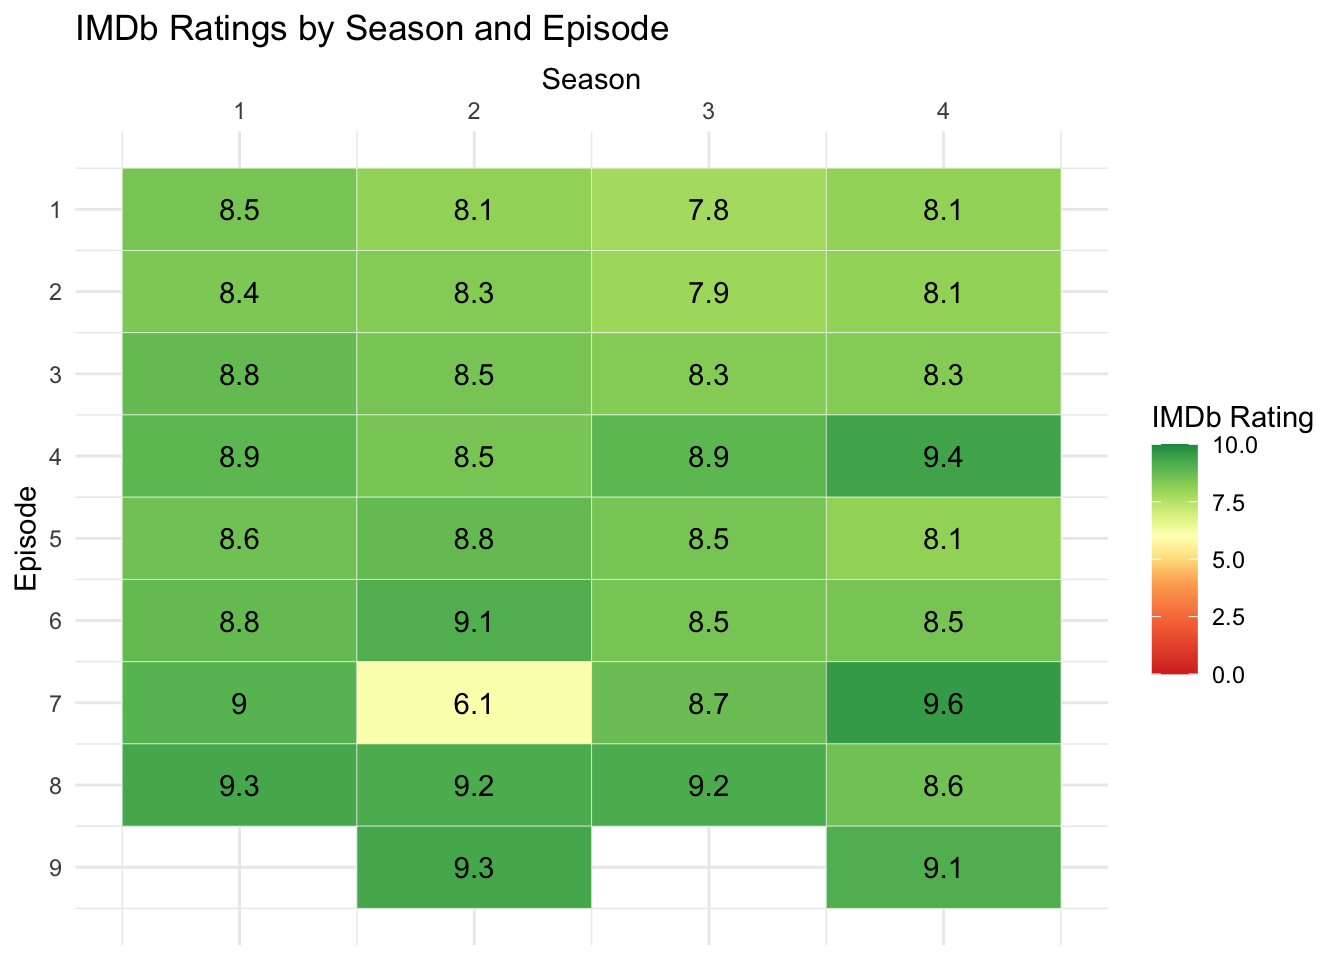 IMDb Ratings by Season and Episode
Season
1 2 3 4
1 8.5 8.1 7.8 8.1
2 8.4 8.3 7.9 8.1
3 8.8 8.5 8.3 8.3
4 8.9 8.5 8.9 9.4
5 8.6 8.8 8.5 8.1
6 8.8 9.1 8.5 8.5
7 9 6.1 8.7 9.6
8 9.3 9.2 9.2 8.6
9 9.3 9.1
Episode
IMDb Rating
10.0
7.5
5.0
2.5
0.0